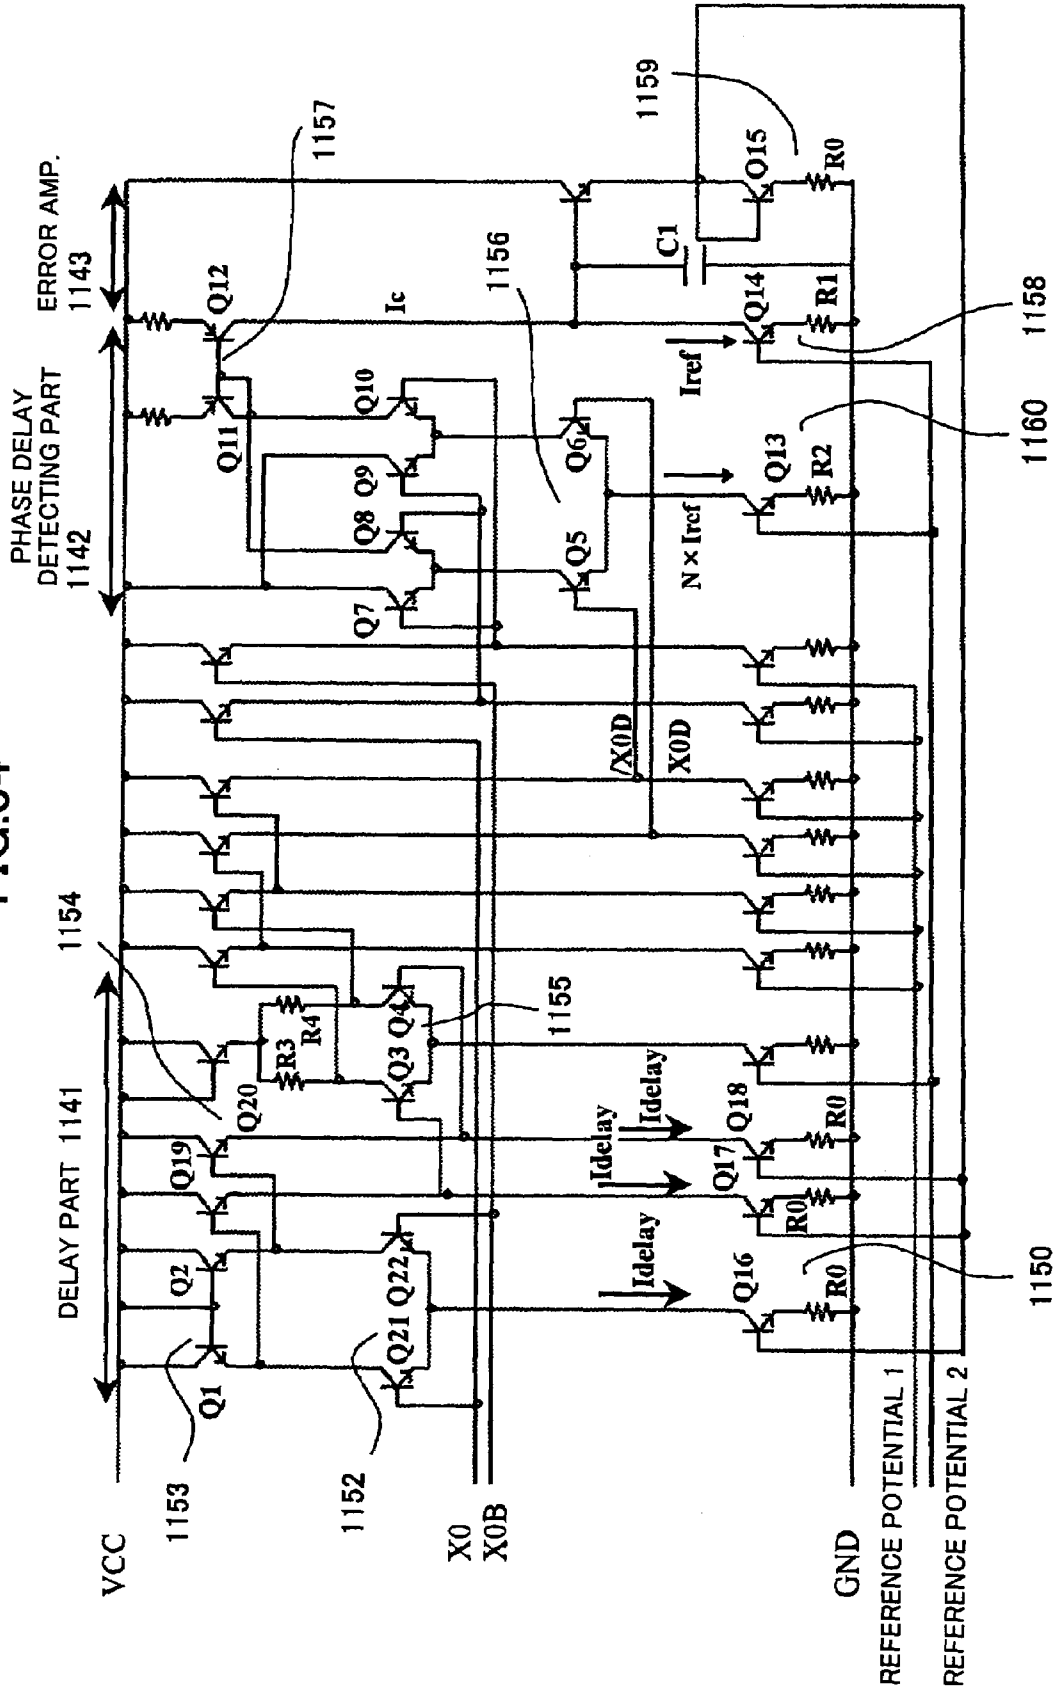 DELAY PART 1141
1154
PHASE DELAY
DETECTING PART
1142
ERROR AMP.
1143
1157
VCC
1153
Q1
Q2
Q19
Q20
R3
R4
Q11
Q12
Ic
1152
Q21
Q22
Q3
Q4
1155
Q7
Q8
Q9
Q10
1156
X0
X0B
Q5
Q6
/X0D
X0D
C1
1159
Idelay
Idelay
Idelay
N × Iref
Iref
Q16
Q17
Q18
Q13
Q14
Q15
R0
R0
R0
R2
R1
R0
GND
1150
1160
1158
REFERENCE POTENTIAL 1
REFERENCE POTENTIAL 2